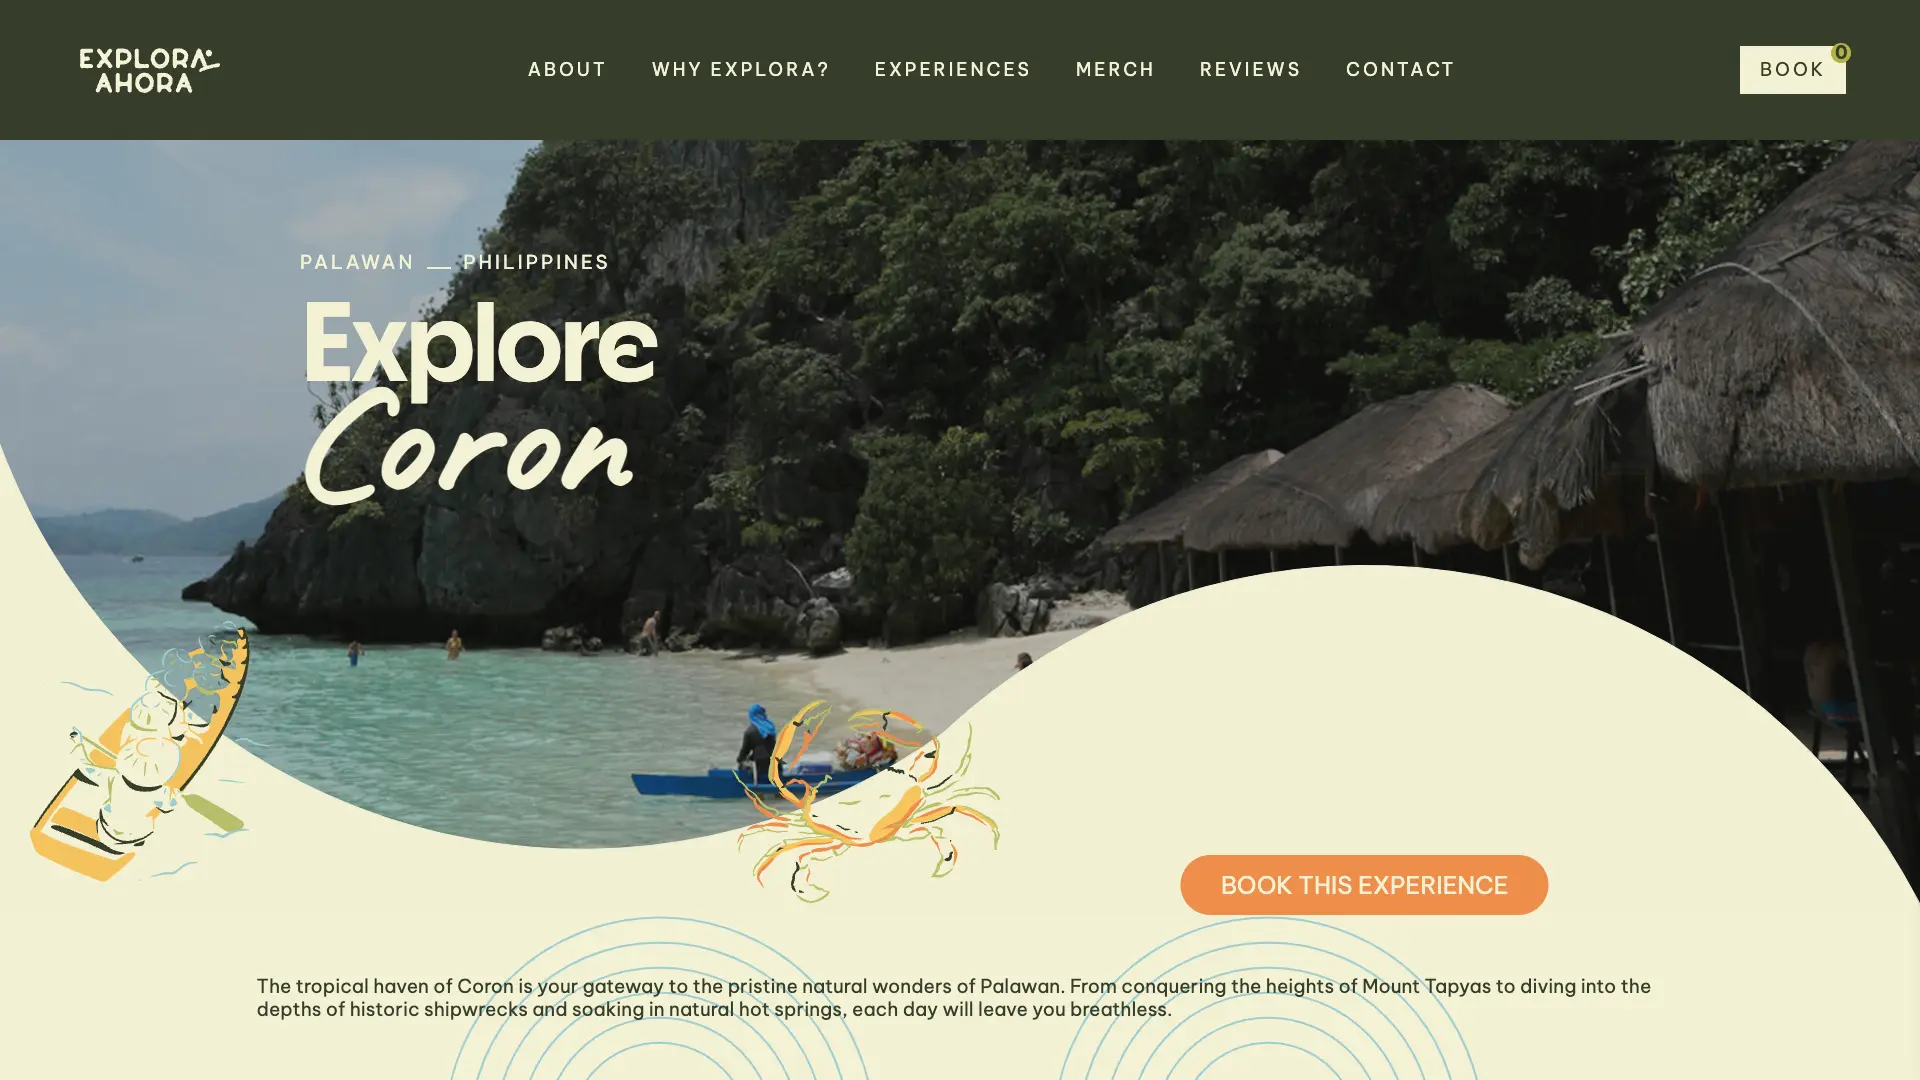 EXPLORA
AHORA
ABOUT
WHY EXPLORA?
EXPERIENCES
MERCH
REVIEWS
CONTACT
BOOK
0
PALAWAN __ PHILIPPINES
Explore
Coron
BOOK THIS EXPERIENCE
The tropical haven of Coron is your gateway to the pristine natural wonders of Palawan. From conquering the heights of Mount Tapyas to diving into the
depths of historic shipwrecks and soaking in natural hot springs, each day will leave you breathless.